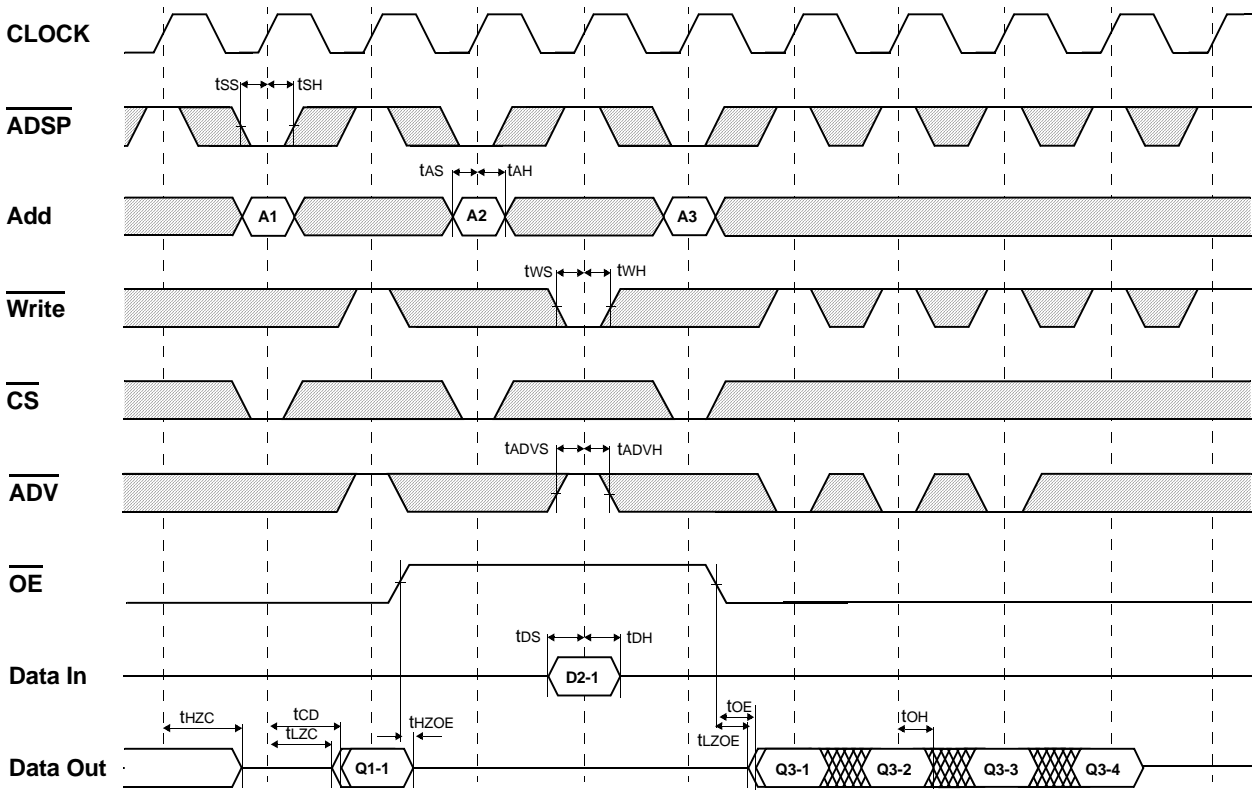 CLOCK
tSS tSH
ADSP
tAS tAH
Add A1 A2 A3
tWS tWH
Write
CS
tADVS tADVH
ADV
OE
tDS tDH
Data In D2-1
tHZC tCD tHZOE tOE tOH
tLZC tLZOE
Data Out Q1-1 Q3-1 Q3-2 Q3-3 Q3-4